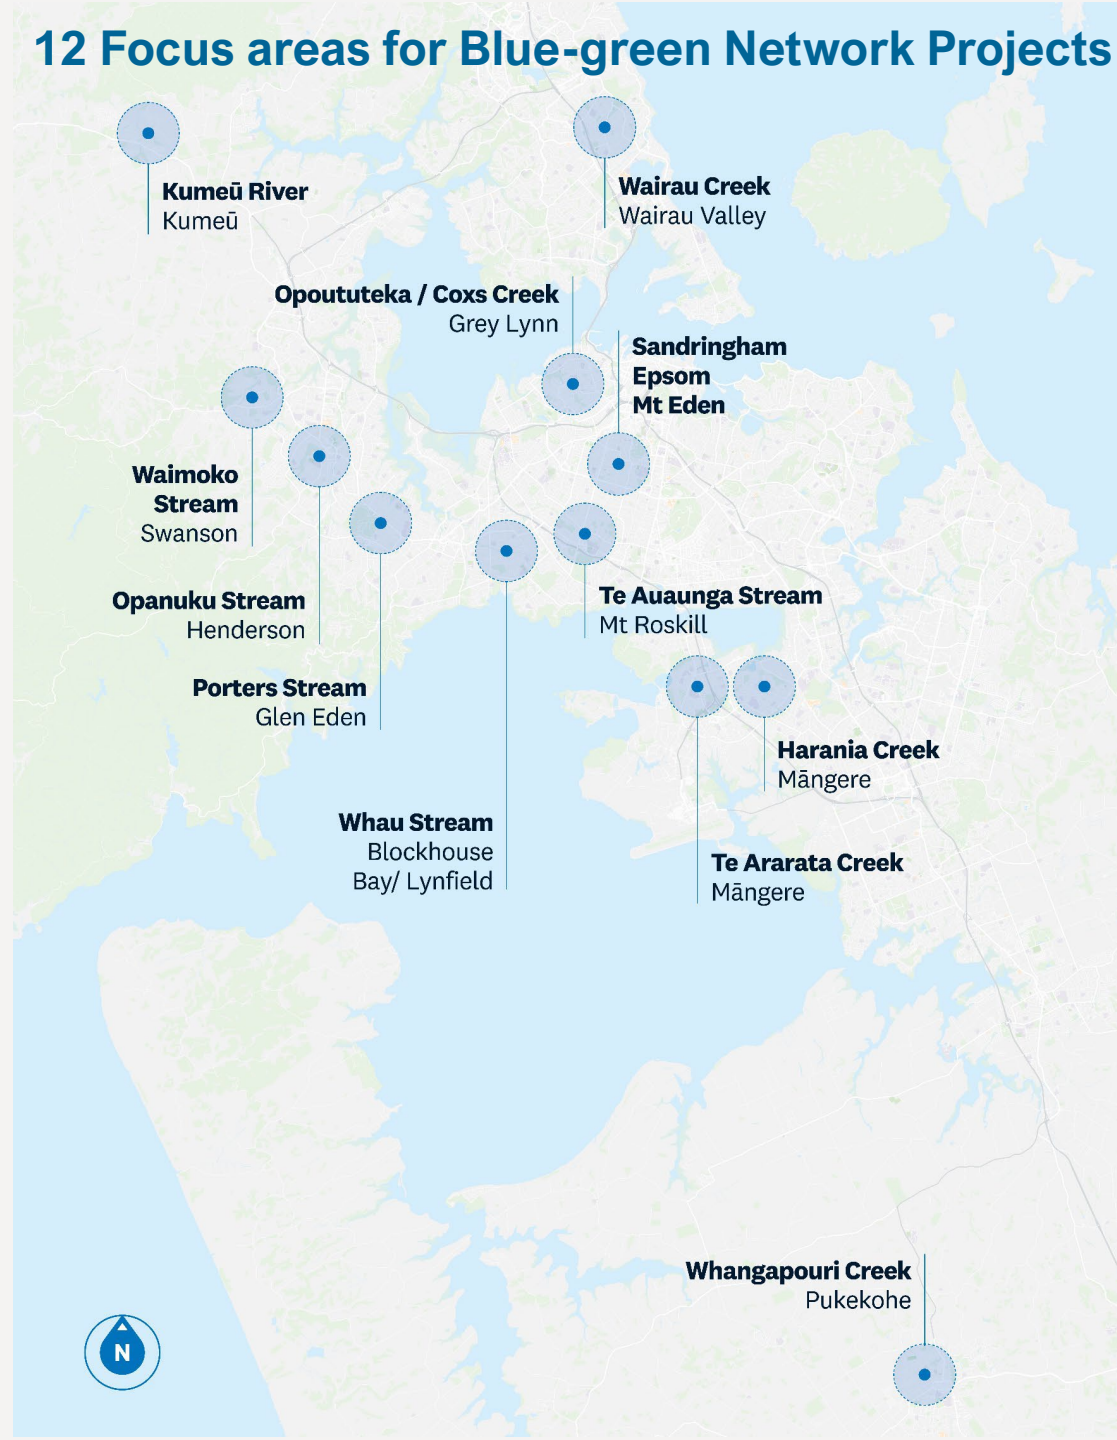 12 Focus areas for Blue-green Network Projects
Kumeū River
Kumeū
Wairau Creek
Wairau Valley
Opoututeka / Coxs Creek
Grey Lynn
Sandringham
Epsom
Mt Eden
Waimoko
Stream
Swanson
Opanuku Stream
Henderson
Te Auaunga Stream
Mt Roskill
Porters Stream
Glen Eden
Harania Creek
Māngere
Whau Stream
Blockhouse
Bay/ Lynfield
Te Ararata Creek
Māngere
Whangapouri Creek
Pukekohe
N